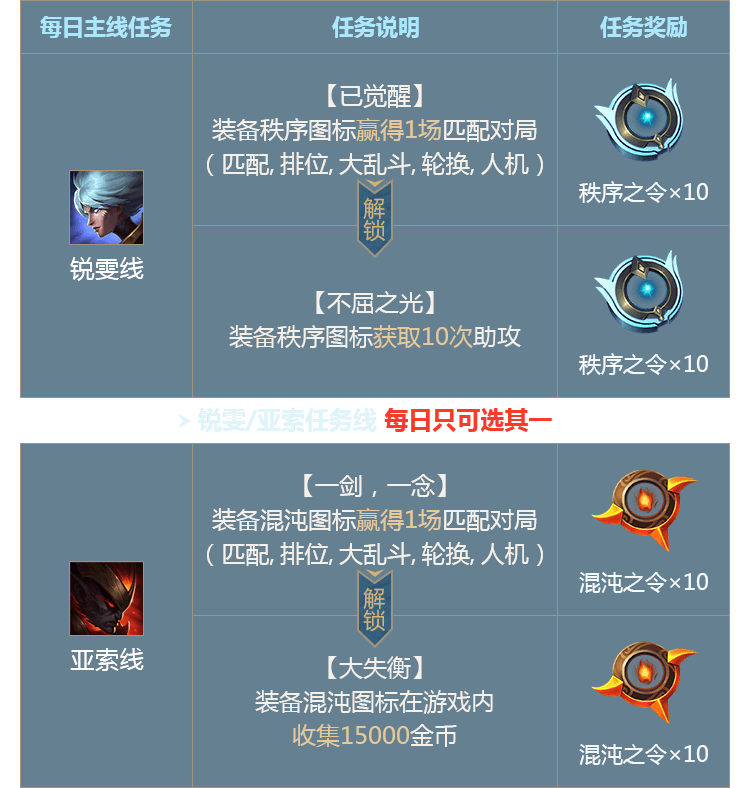 每日主线任务 任务说明 任务奖励
【已觉醒】
装备秩序图标赢得1场匹配对局
（匹配,排位,大乱斗,轮换,人机）
秩序之令×10
解锁
锐雯线
【不屈之光】
装备秩序图标获取10次助攻
秩序之令×10
➤ 锐雯/亚索任务线 每日只可选其一
【一剑，一念】
装备混沌图标赢得1场匹配对局
（匹配,排位,大乱斗,轮换,人机）
混沌之令×10
解锁
亚索线
【大失衡】
装备混沌图标在游戏内
收集15000金币
混沌之令×10